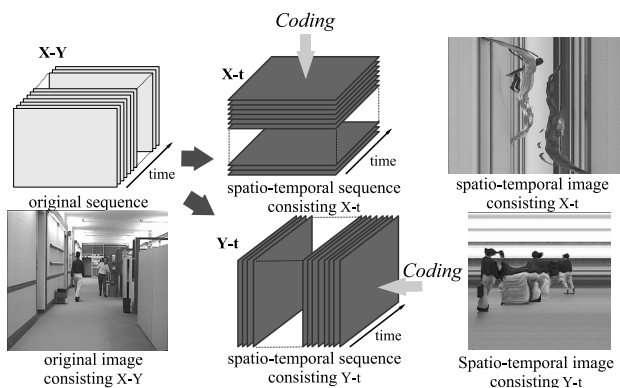 Coding
X-Y
X-t
time
time
original sequence
spatio-temporal sequence
consisting X-t
spatio-temporal image
consisting X-t
Y-t
Coding
time
original image
consisting X-Y
spatio-temporal sequence
consisting Y-t
Spatio-temporal image
consisting Y-t